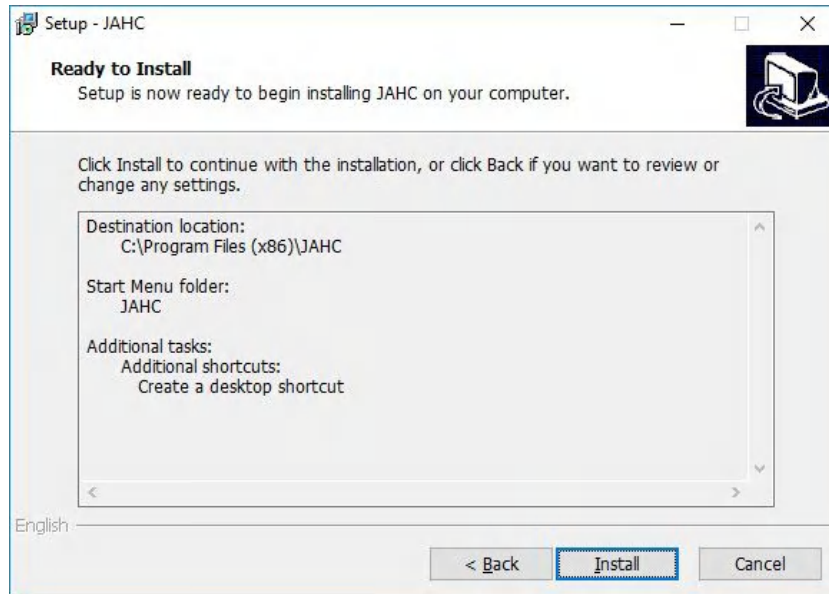 Setup - JAHC
Ready to Install
Setup is now ready to begin installing JAHC on your computer.
Click Install to continue with the installation, or click Back if you want to review or
change any settings.
Destination location:
C:\Program Files (x86)\JAHC
Start Menu folder:
JAHC
Additional tasks:
Additional shortcuts:
Create a desktop shortcut
English
< Back
Install
Cancel